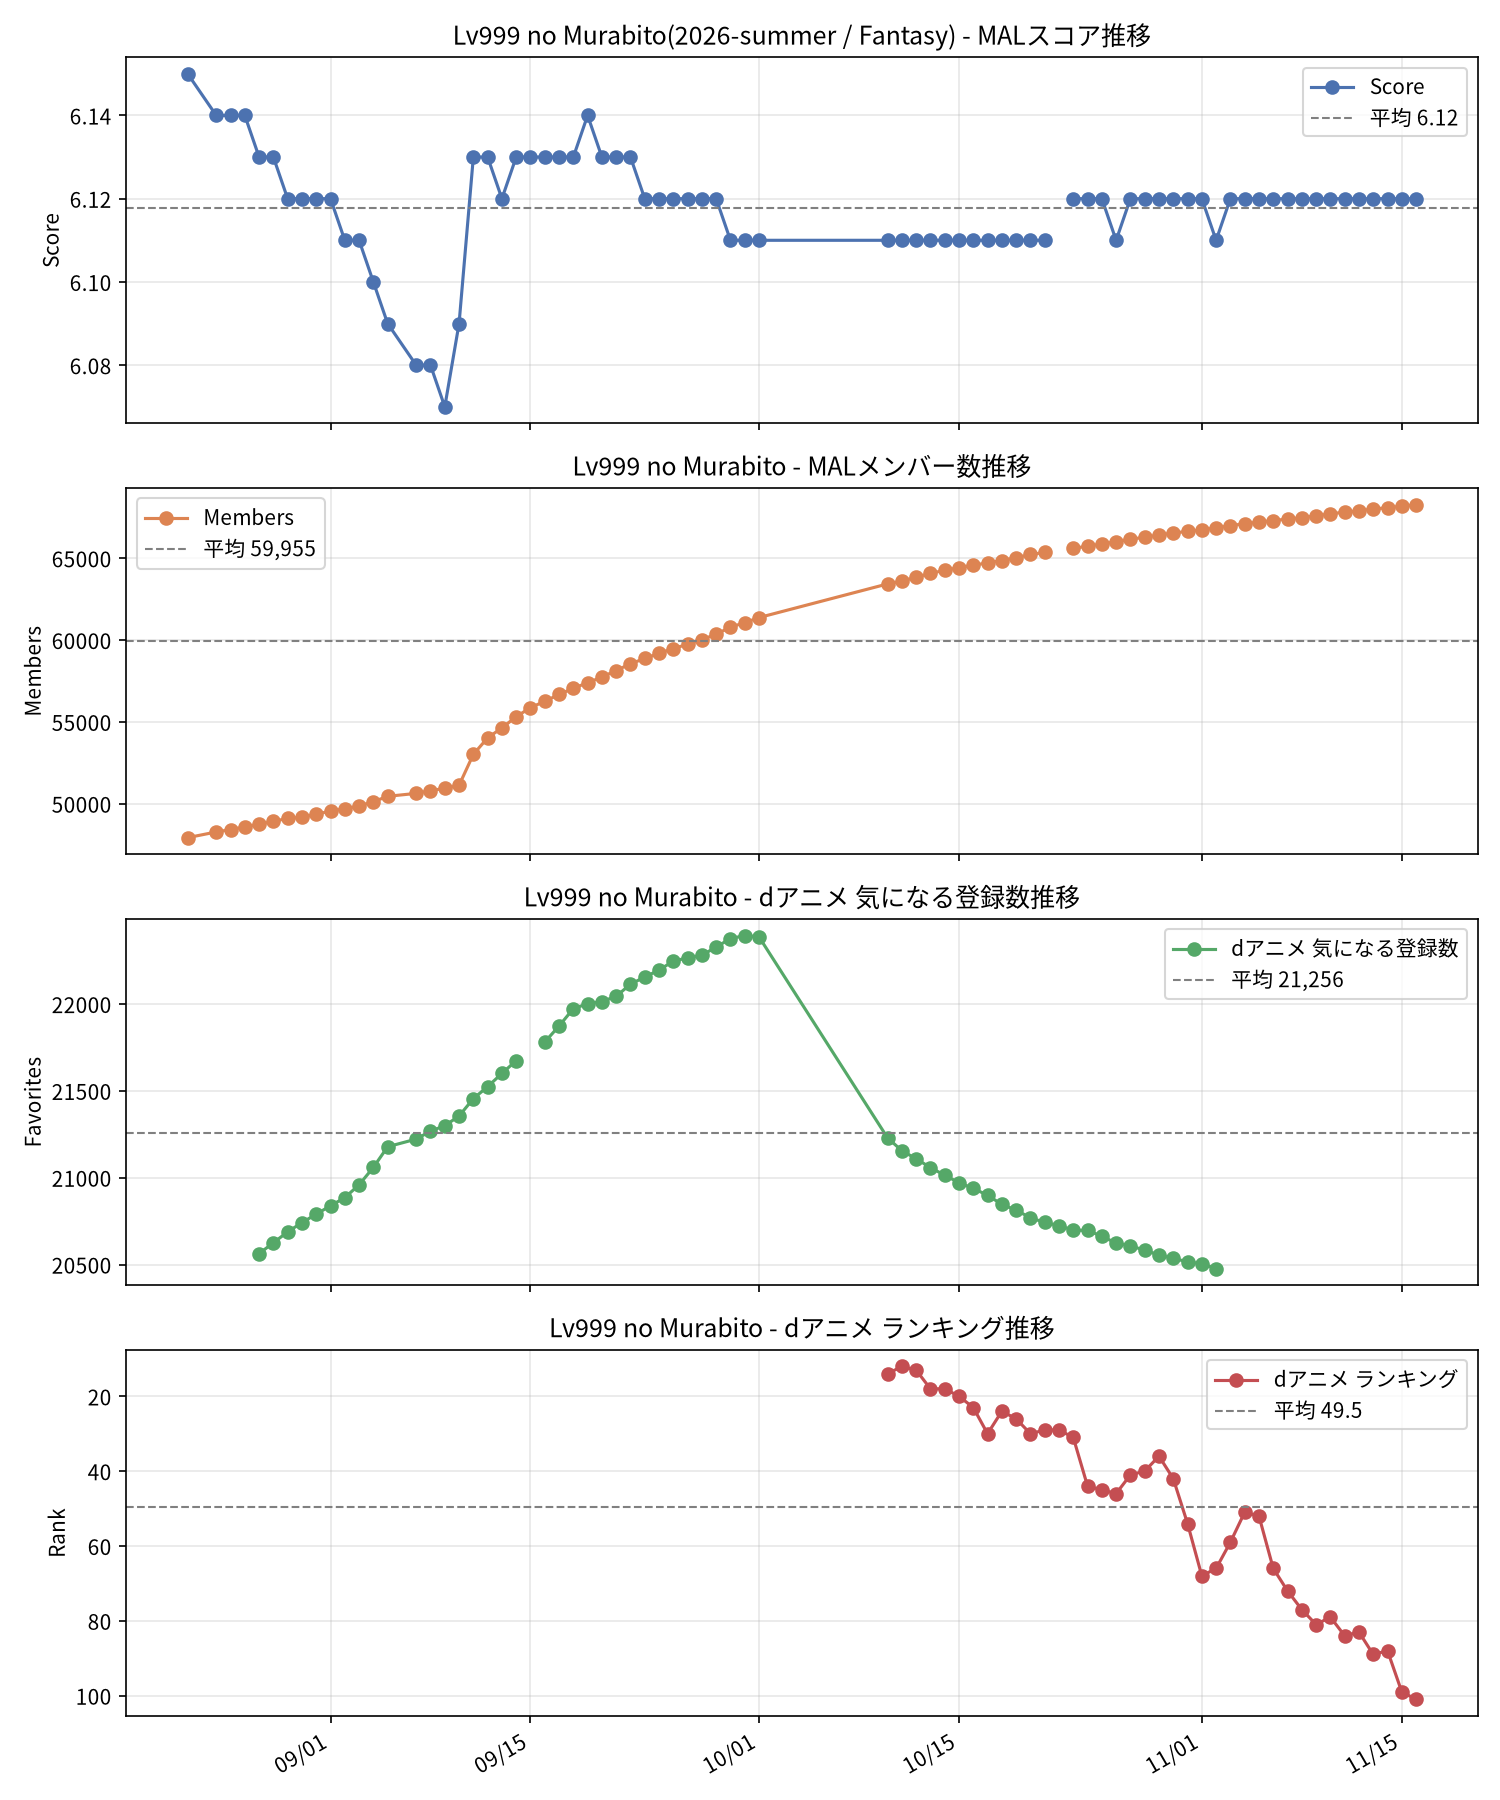 Lv999 no Murabito(2026-summer / Fantasy) - MALスコア推移
Score
平均 6.12
6.14
6.12
6.10
6.08
Score
Lv999 no Murabito - MALメンバー数推移
Members
平均 59,955
65000
60000
55000
50000
Members
Lv999 no Murabito - dアニメ 気になる登録数推移
dアニメ 気になる登録数
平均 21,256
22000
21500
21000
20500
Favorites
Lv999 no Murabito - dアニメ ランキング推移
dアニメ ランキング
平均 49.5
20
40
60
80
100
Rank
09/01
09/15
10/01
10/15
11/01
11/15